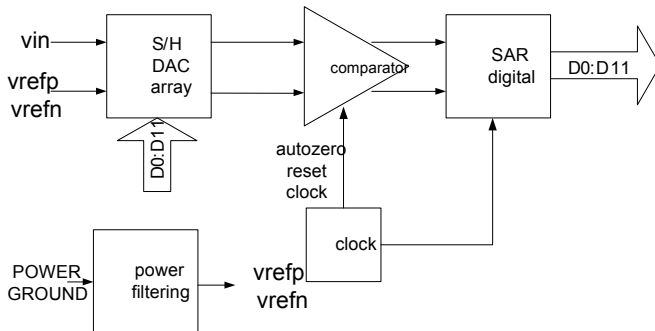 vin
vrefp
vrefn
S/H
DAC
array
D0:D11
comparator
SAR
digital
D0:D11
autozero
reset
clock
clock
POWER
GROUND
power
filtering
vrefp
vrefn